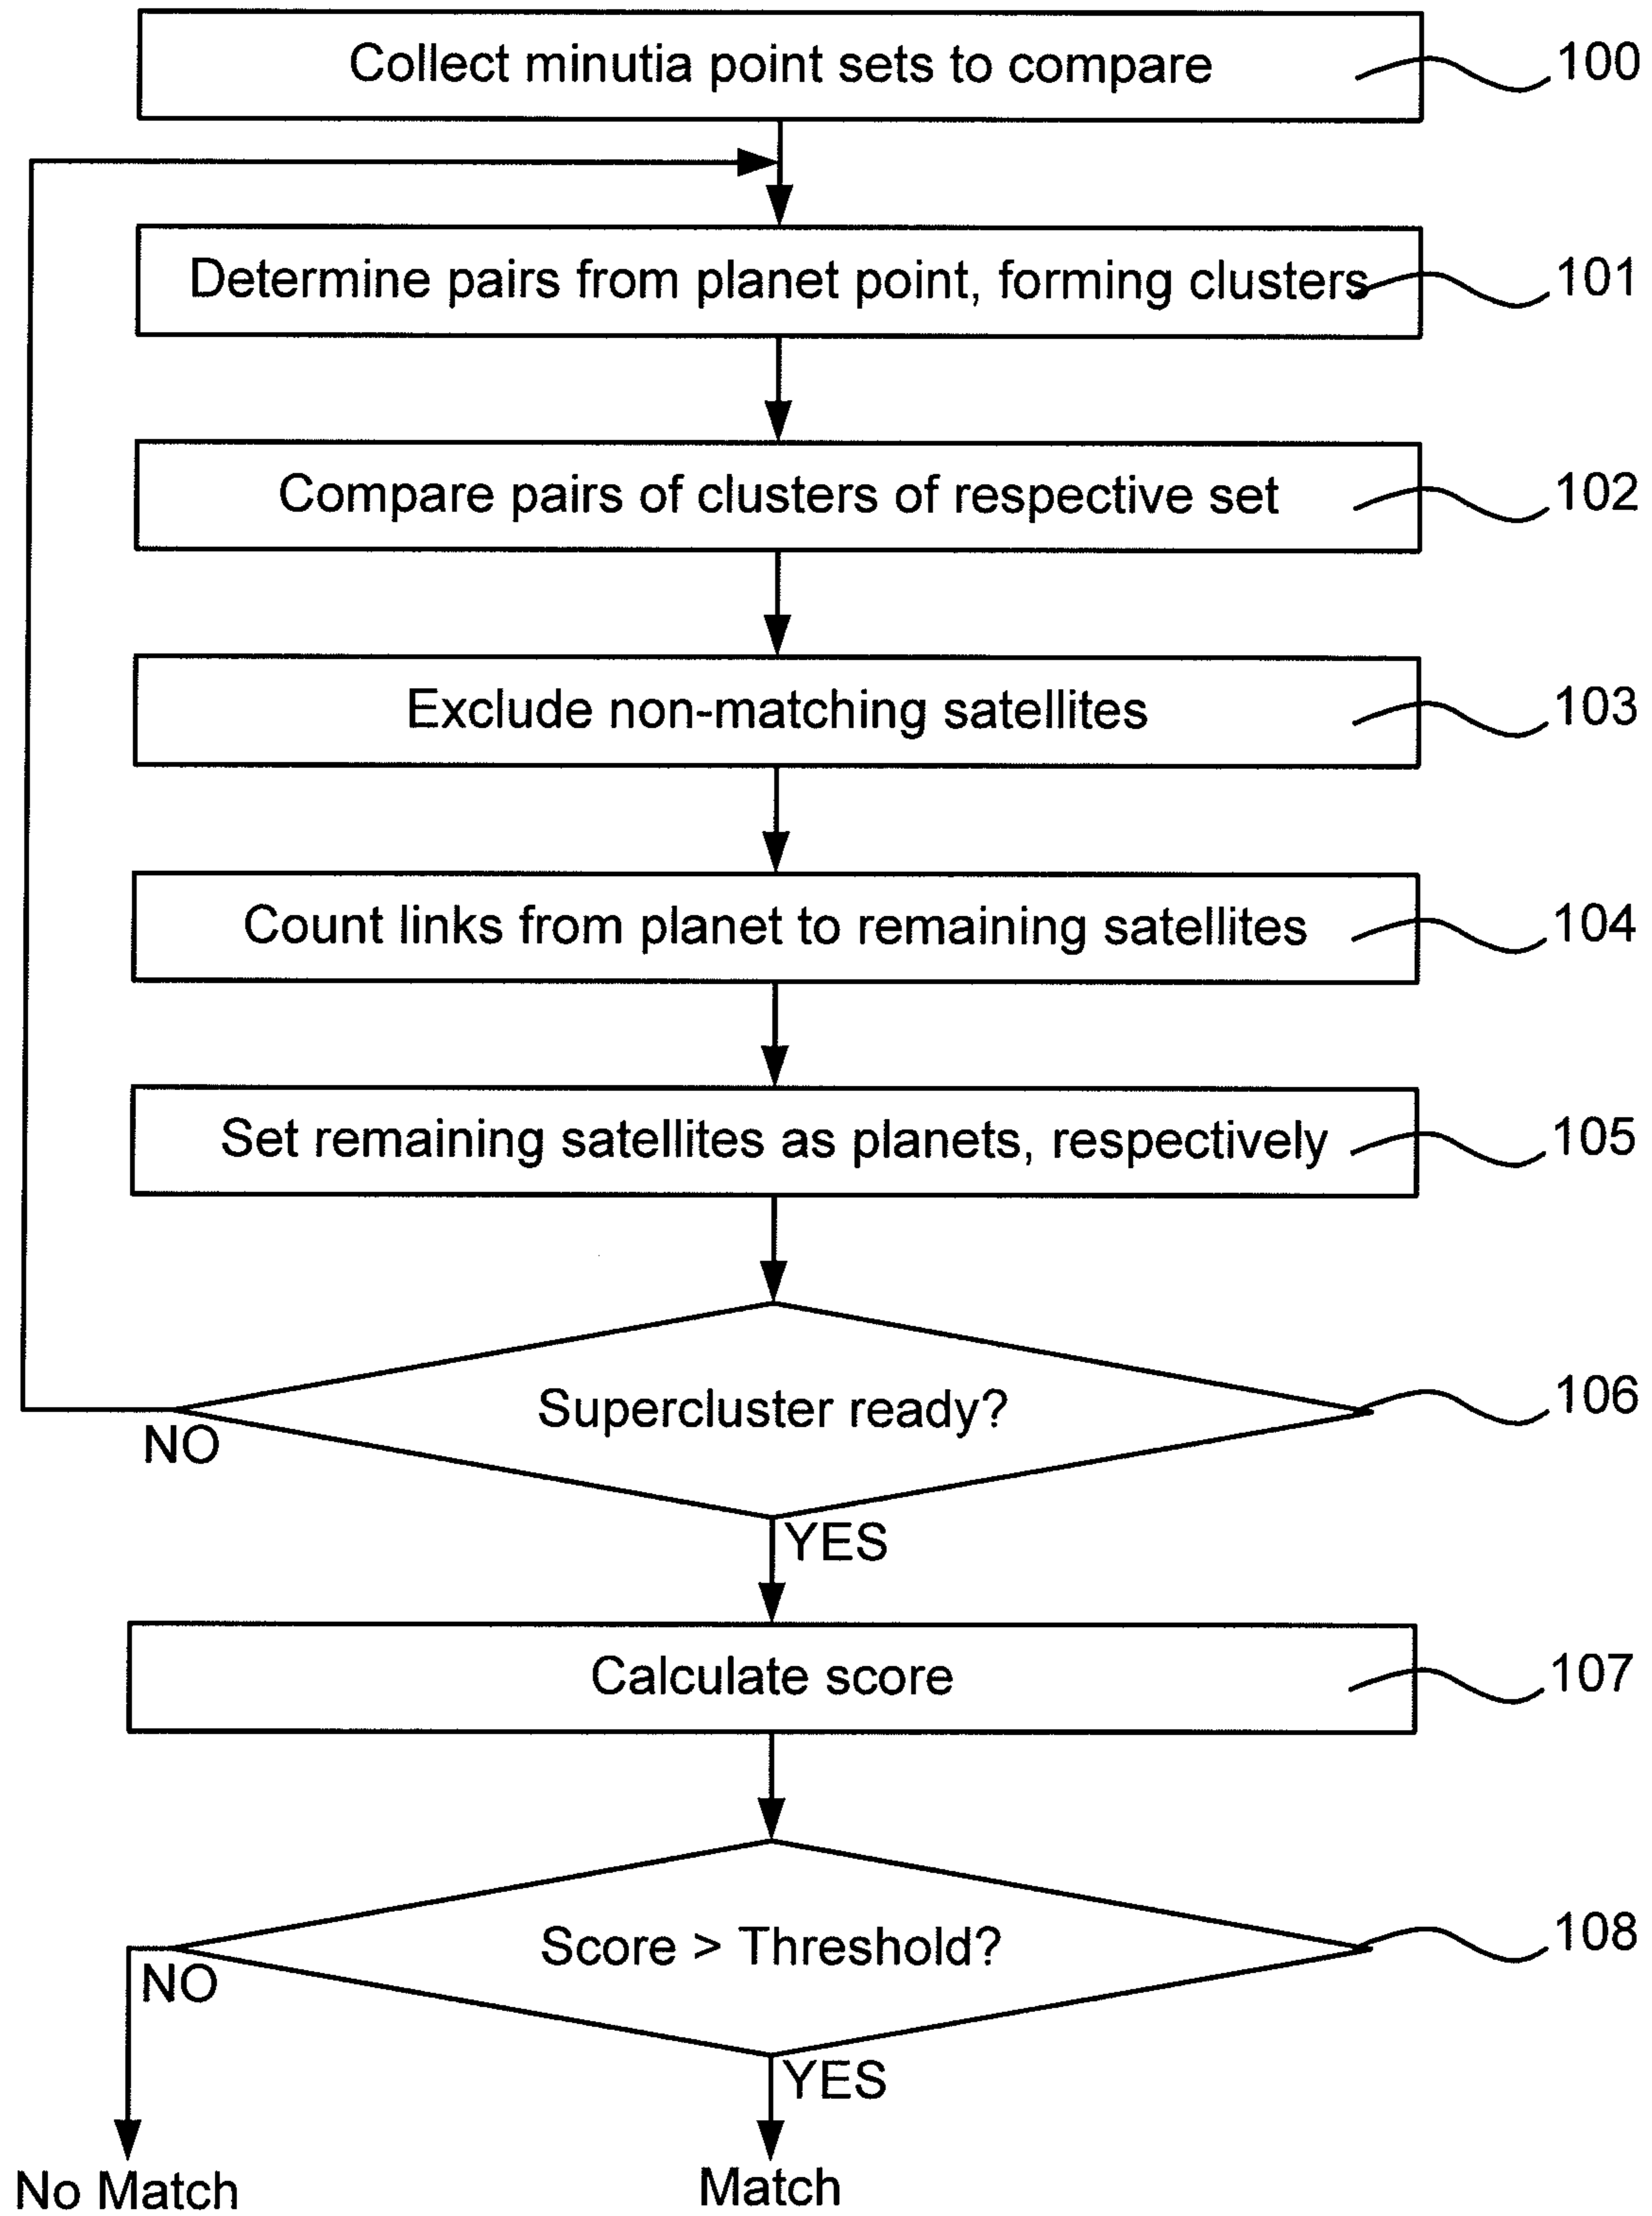 Collect minutia point sets to compare
100
Determine pairs from planet point, forming clusters
101
Compare pairs of clusters of respective set
102
Exclude non-matching satellites
103
Count links from planet to remaining satellites
104
Set remaining satellites as planets, respectively
105
Supercluster ready?
106
NO
YES
Calculate score
107
Score > Threshold?
108
NO
YES
No Match
Match